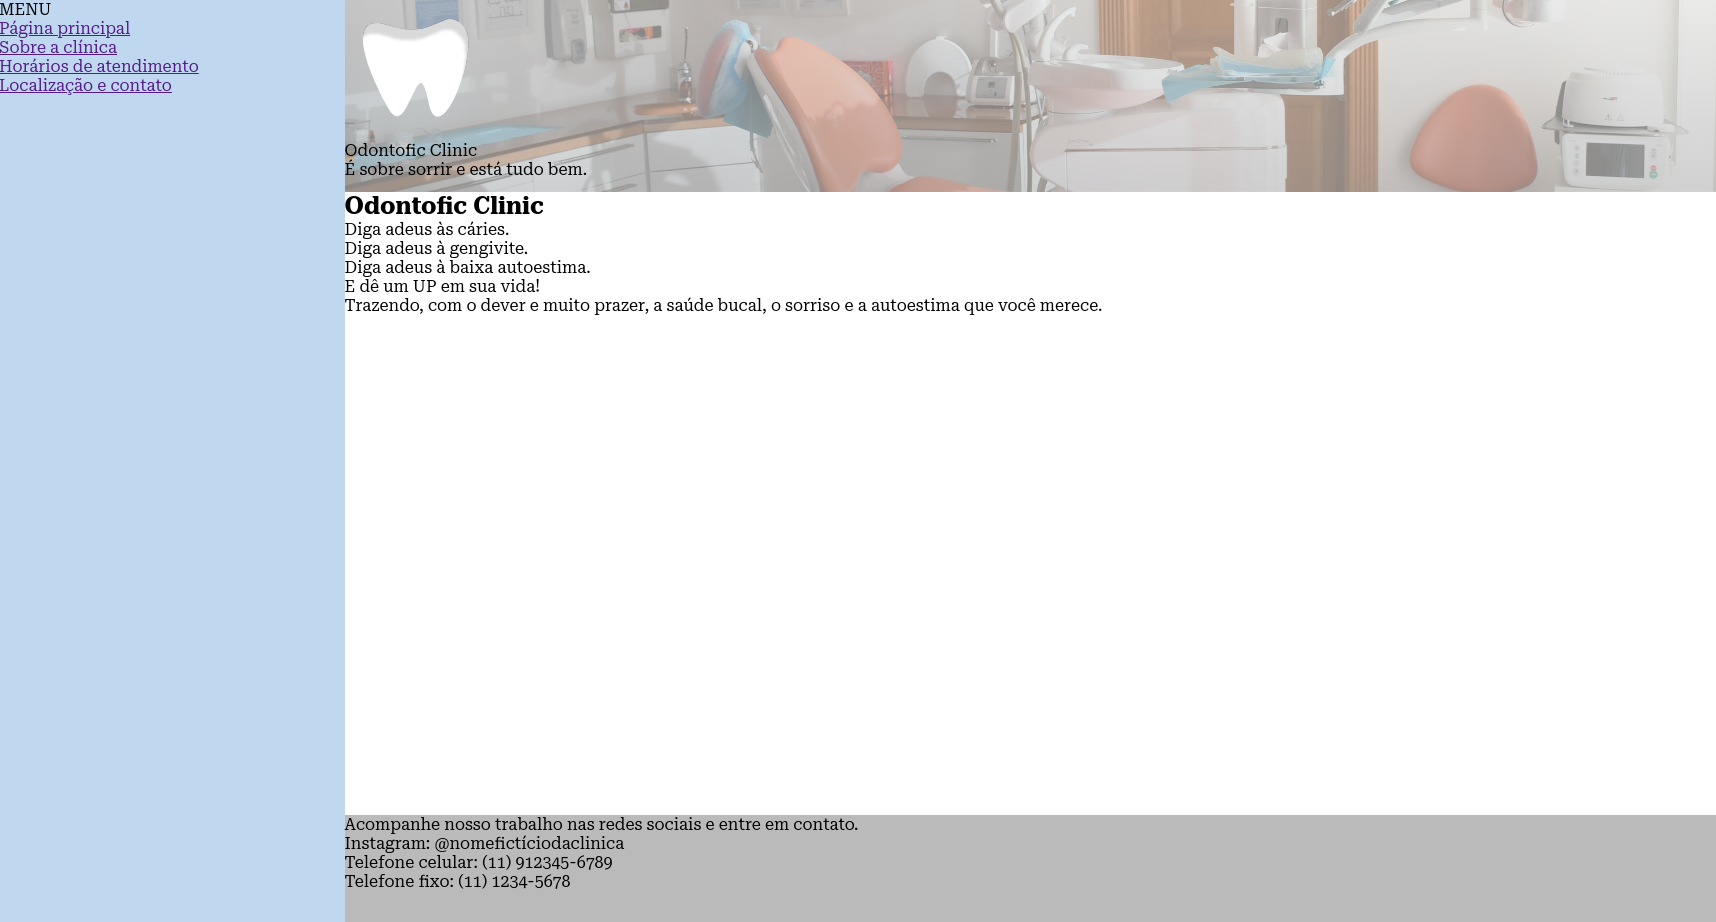 MENU
Página principal
Sobre a clínica
Horários de atendimento
Localização e contato
Odontofic Clinic
É sobre sorrir e está tudo bem.
Odontofic Clinic
Diga adeus às cáries.
Diga adeus à gengivite.
Diga adeus à baixa autoestima.
E dê um UP em sua vida!
Trazendo, com o dever e muito prazer, a saúde bucal, o sorriso e a autoestima que você merece.
Acompanhe nosso trabalho nas redes sociais e entre em contato.
Instagram: @nomefictíciodaclinica
Telefone celular: (11) 912345-6789
Telefone fixo: (11) 1234-5678